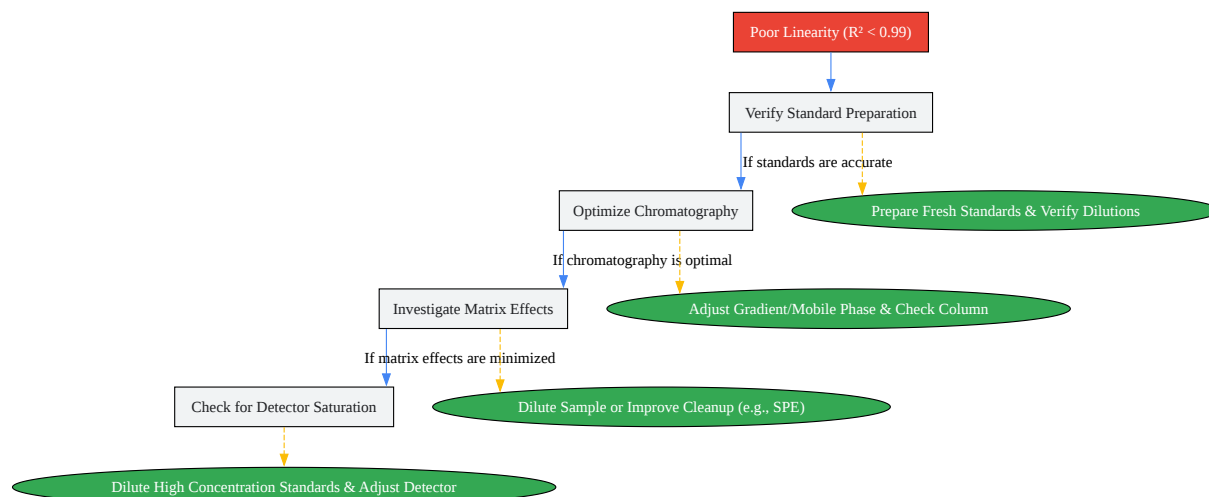 Poor Linearity (R² < 0.99)
Verify Standard Preparation
If standards are accurate
Optimize Chromatography
Prepare Fresh Standards & Verify Dilutions
If chromatography is optimal
Investigate Matrix Effects
Adjust Gradient/Mobile Phase & Check Column
If matrix effects are minimized
Check for Detector Saturation
Dilute Sample or Improve Cleanup (e.g., SPE)
Dilute High Concentration Standards & Adjust Detector